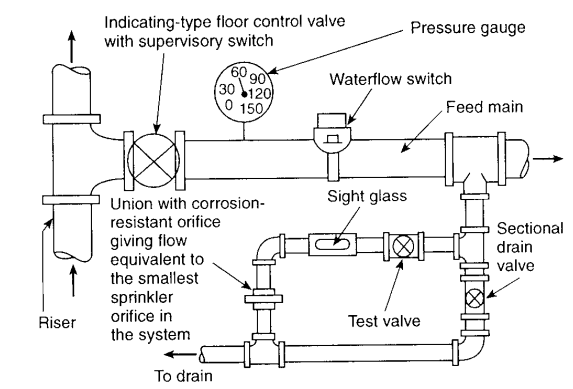 Indicating-type floor control valve
with supervisory switch
Pressure gauge
60
90
30
120
0
150
Waterflow switch
Feed main
Union with corrosion-
resistant orifice
giving flow
equivalent to
the smallest
sprinkler
orifice in
the system
Sight glass
Sectional
drain
valve
Test valve
Riser
To drain